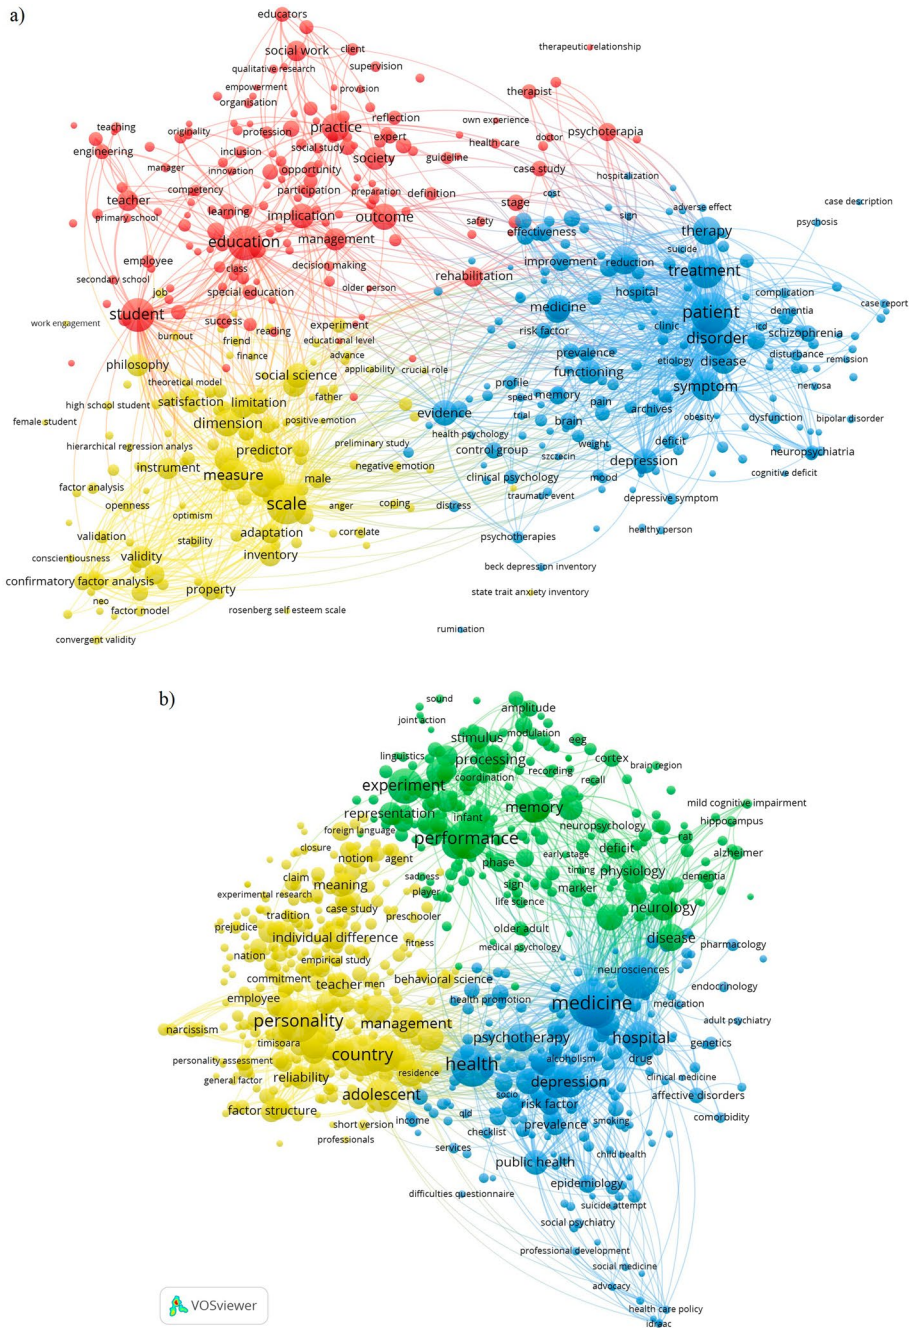 a)
educators
social work
client
therapeutic relationship
qualitative research
supervision
empowerment
provision
therapist
organisation
reflection
own experience
teaching
originality
profession
practice
expert
doctor
psychoterapia
social study
health care
engineering
inclusion
society
guideline
manager
innovation
opportunity
case study
hospitalization
competency
participation
preparation
definition
cost
teacher
stage
adverse effect
case description
primary school
learning
implication
outcome
safety
sign
psychosis
effectiveness
therapy
education
management
suicide
employee
improvement
reduction
class
decision making
treatment
secondary school
rehabilitation
job
special education
older person
hospital
complication
case report
student
medicine
patient
dementia
work engagement
success
experiment
risk factor
clinic
icd
schizophrenia
burnout
friend
reading
educational level
disorder
finance
advance
prevalence
disturbance
philosophy
applicability
crucial role
etiology
disease
remission
social science
functioning
theoretical model
profile
symptom
nervosa
satisfaction
limitation
father
speed
memory
pain
high school student
evidence
trial
archives
obesity
female student
dimension
positive emotion
brain
dysfunction
bipolar disorder
health psychology
hierarchical regression analys
predictor
preliminary study
control group
weight
deficit
neuropsychiatria
szczecin
instrument
measure
male
negative emotion
depression
clinical psychology
mood
cognitive deficit
factor analysis
traumatic event
depressive symptom
openness
scale
anger
coping
distress
optimism
validation
adaptation
correlate
psychotherapies
healthy person
stability
conscientiousness
validity
inventory
beck depression inventory
confirmatory factor analysis
property
state trait anxiety inventory
neo
factor model
rosenberg self esteem scale
rumination
convergent validity
b)
sound
amplitude
joint action
stimulus
modulation
eeg
linguistics
processing
cortex
brain region
experiment
coordination
recording
recall
representation
infant
memory
mild cognitive impairment
foreign language
neuropsychology
hippocampus
performance
rat
closure
deficit
notion
agent
phase
early stage
alzheimer
claim
meaning
sadness
timing
physiology
dementia
experimental research
player
sign
marker
tradition
case study
preschooler
life science
neurology
prejudice
older adult
individual difference
fitness
medical psychology
disease
pharmacology
nation
empirical study
neurosciences
commitment
teacher
men
behavioral science
endocrinology
employee
health promotion
medicine
medication
personality
management
adult psychiatry
narcissism
timisoara
psychotherapy
hospital
genetics
personality assessment
country
health
alcoholism
drug
general factor
reliability
residence
depression
clinical medicine
adolescent
socio
affective disorders
factor structure
qld
risk factor
short version
income
prevalence
smoking
comorbidity
professionals
checklist
services
child health
public health
difficulties questionnaire
epidemiology
suicide attempt
social psychiatry
professional development
social medicine
advocacy
health care policy
idraac
VOSviewer